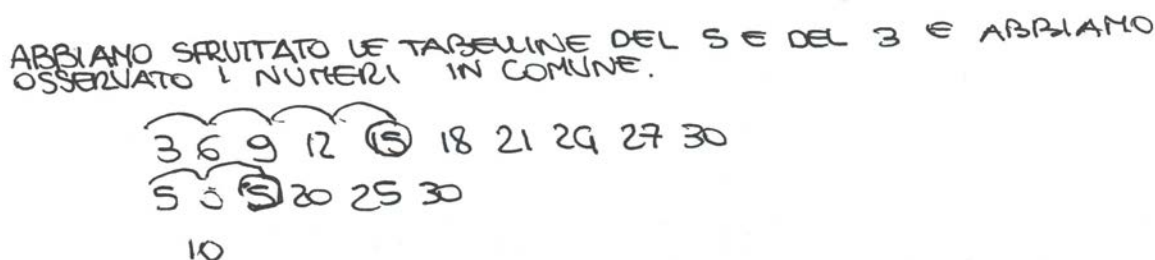 ABBIAMO SFRUTTATO LE TABELLINE DEL 5 E DEL 3 E ABBIAMO
OSSERVATO I NUMERI IN COMUNE.
3 6 9 12 15 18 21 24 27 30
5 15 20 25 30
10